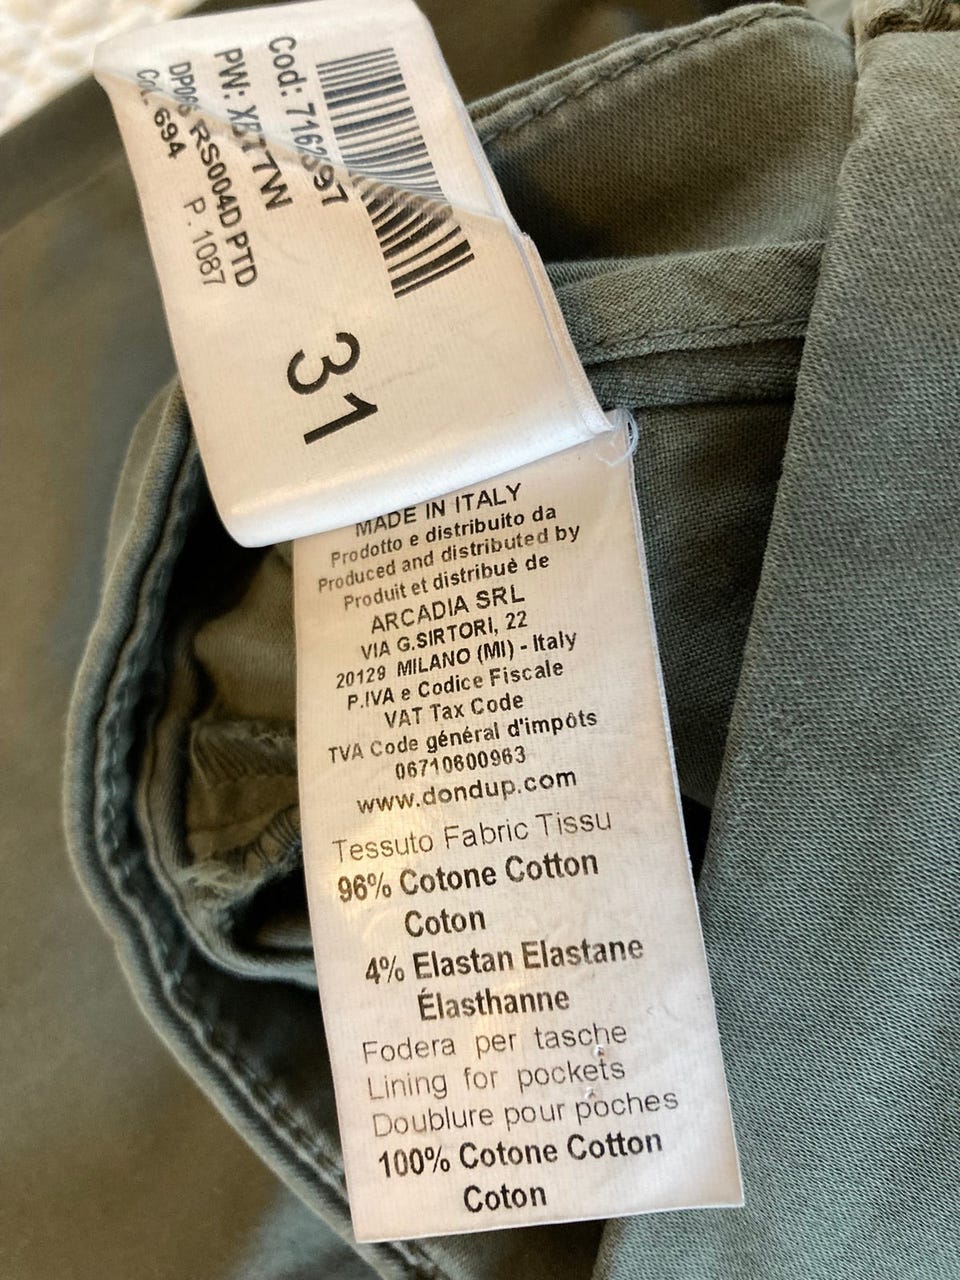 Cod: 7162397
PW: XB77W
RS004D PTD
Col. 694
P. 1087
31
MADE IN ITALY
Prodotto e distribuito da
Produced and distributed by
Produit et distribuè de
ARCADIA SRL
VIA G.SIRTORI, 22
20129 MILANO (MI) - Italy
P.IVA e Codice Fiscale
VAT Tax Code
TVA Code général d'impôts
06710600963
www.dondup.com
Tessuto Fabric Tissu
96% Cotone Cotton
Coton
4% Elastan Elastane
Élasthanne
Fodera per tasche
Lining for pockets
Doublure pour poches
100% Cotone Cotton
Coton